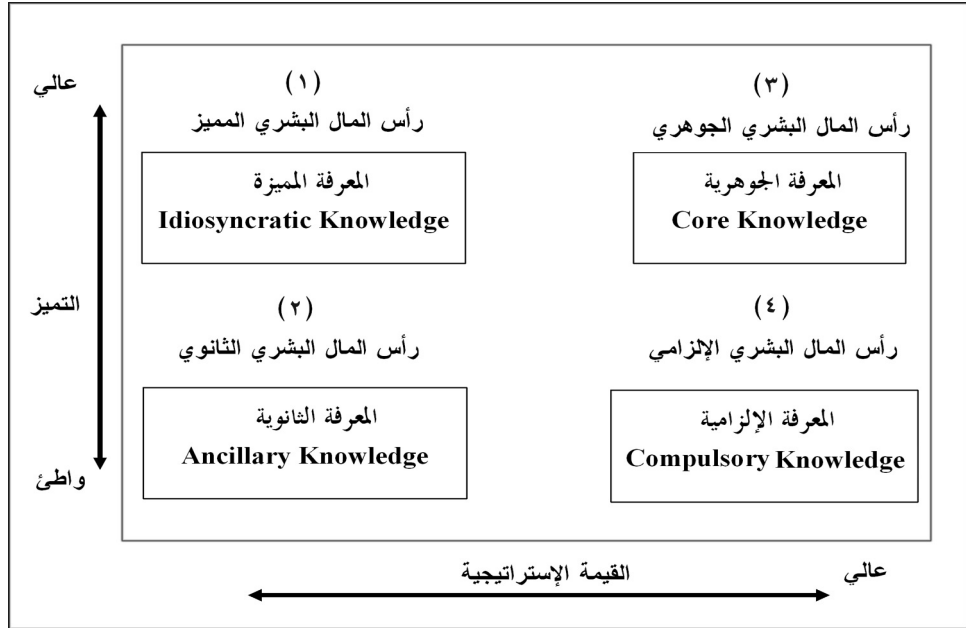 عالي
(١)
رأس المال البشري المميز
المعرفة المميزة
Idiosyncratic Knowledge
(٣)
رأس المال البشري الجوهري
المعرفة الجوهرية
Core Knowledge
التميز
(٢)
رأس المال البشري الثانوي
المعرفة الثانوية
Ancillary Knowledge
(٤)
رأس المال البشري الإلزامي
المعرفة الإلزامية
Compulsory Knowledge
واطئ
القيمة الإستراتيجية
عالي